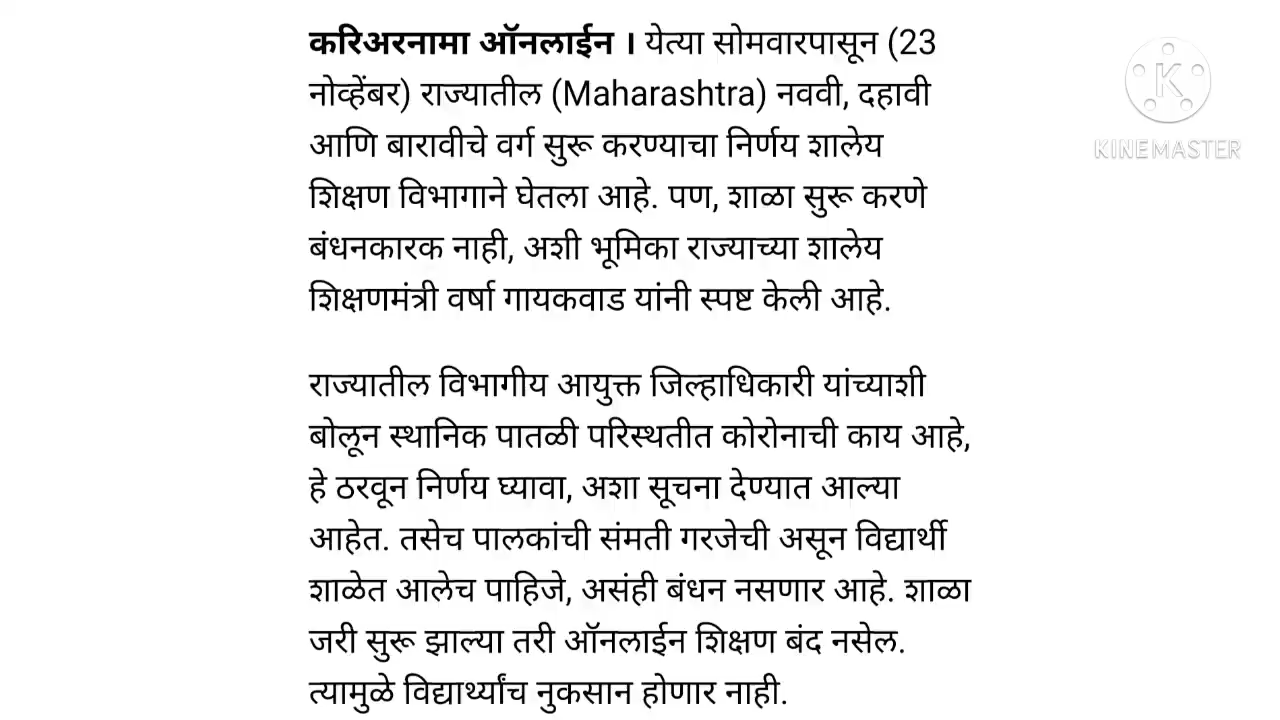 करिअरनामा ऑनलाईन । येत्या सोमवारपासून (23
नोव्हेंबर) राज्यातील (Maharashtra) नववी, दहावी
आणि बारावीचे वर्ग सुरू करण्याचा निर्णय शालेय
शिक्षण विभागाने घेतला आहे. पण, शाळा सुरू करणे
बंधनकारक नाही, अशी भूमिका राज्याच्या शालेय
शिक्षणमंत्री वर्षा गायकवाड यांनी स्पष्ट केली आहे.
राज्यातील विभागीय आयुक्त जिल्हाधिकारी यांच्याशी
बोलून स्थानिक पातळी परिस्थतीत कोरोनाची काय आहे,
हे ठरवून निर्णय घ्यावा, अशा सूचना देण्यात आल्या
आहेत. तसेच पालकांची संमती गरजेची असून विद्यार्थी
शाळेत आलेच पाहिजे, असंही बंधन नसणार आहे. शाळा
जरी सुरू झाल्या तरी ऑनलाईन शिक्षण बंद नसेल.
त्यामुळे विद्यार्थ्यांच नुकसान होणार नाही.
K
KINEMASTER